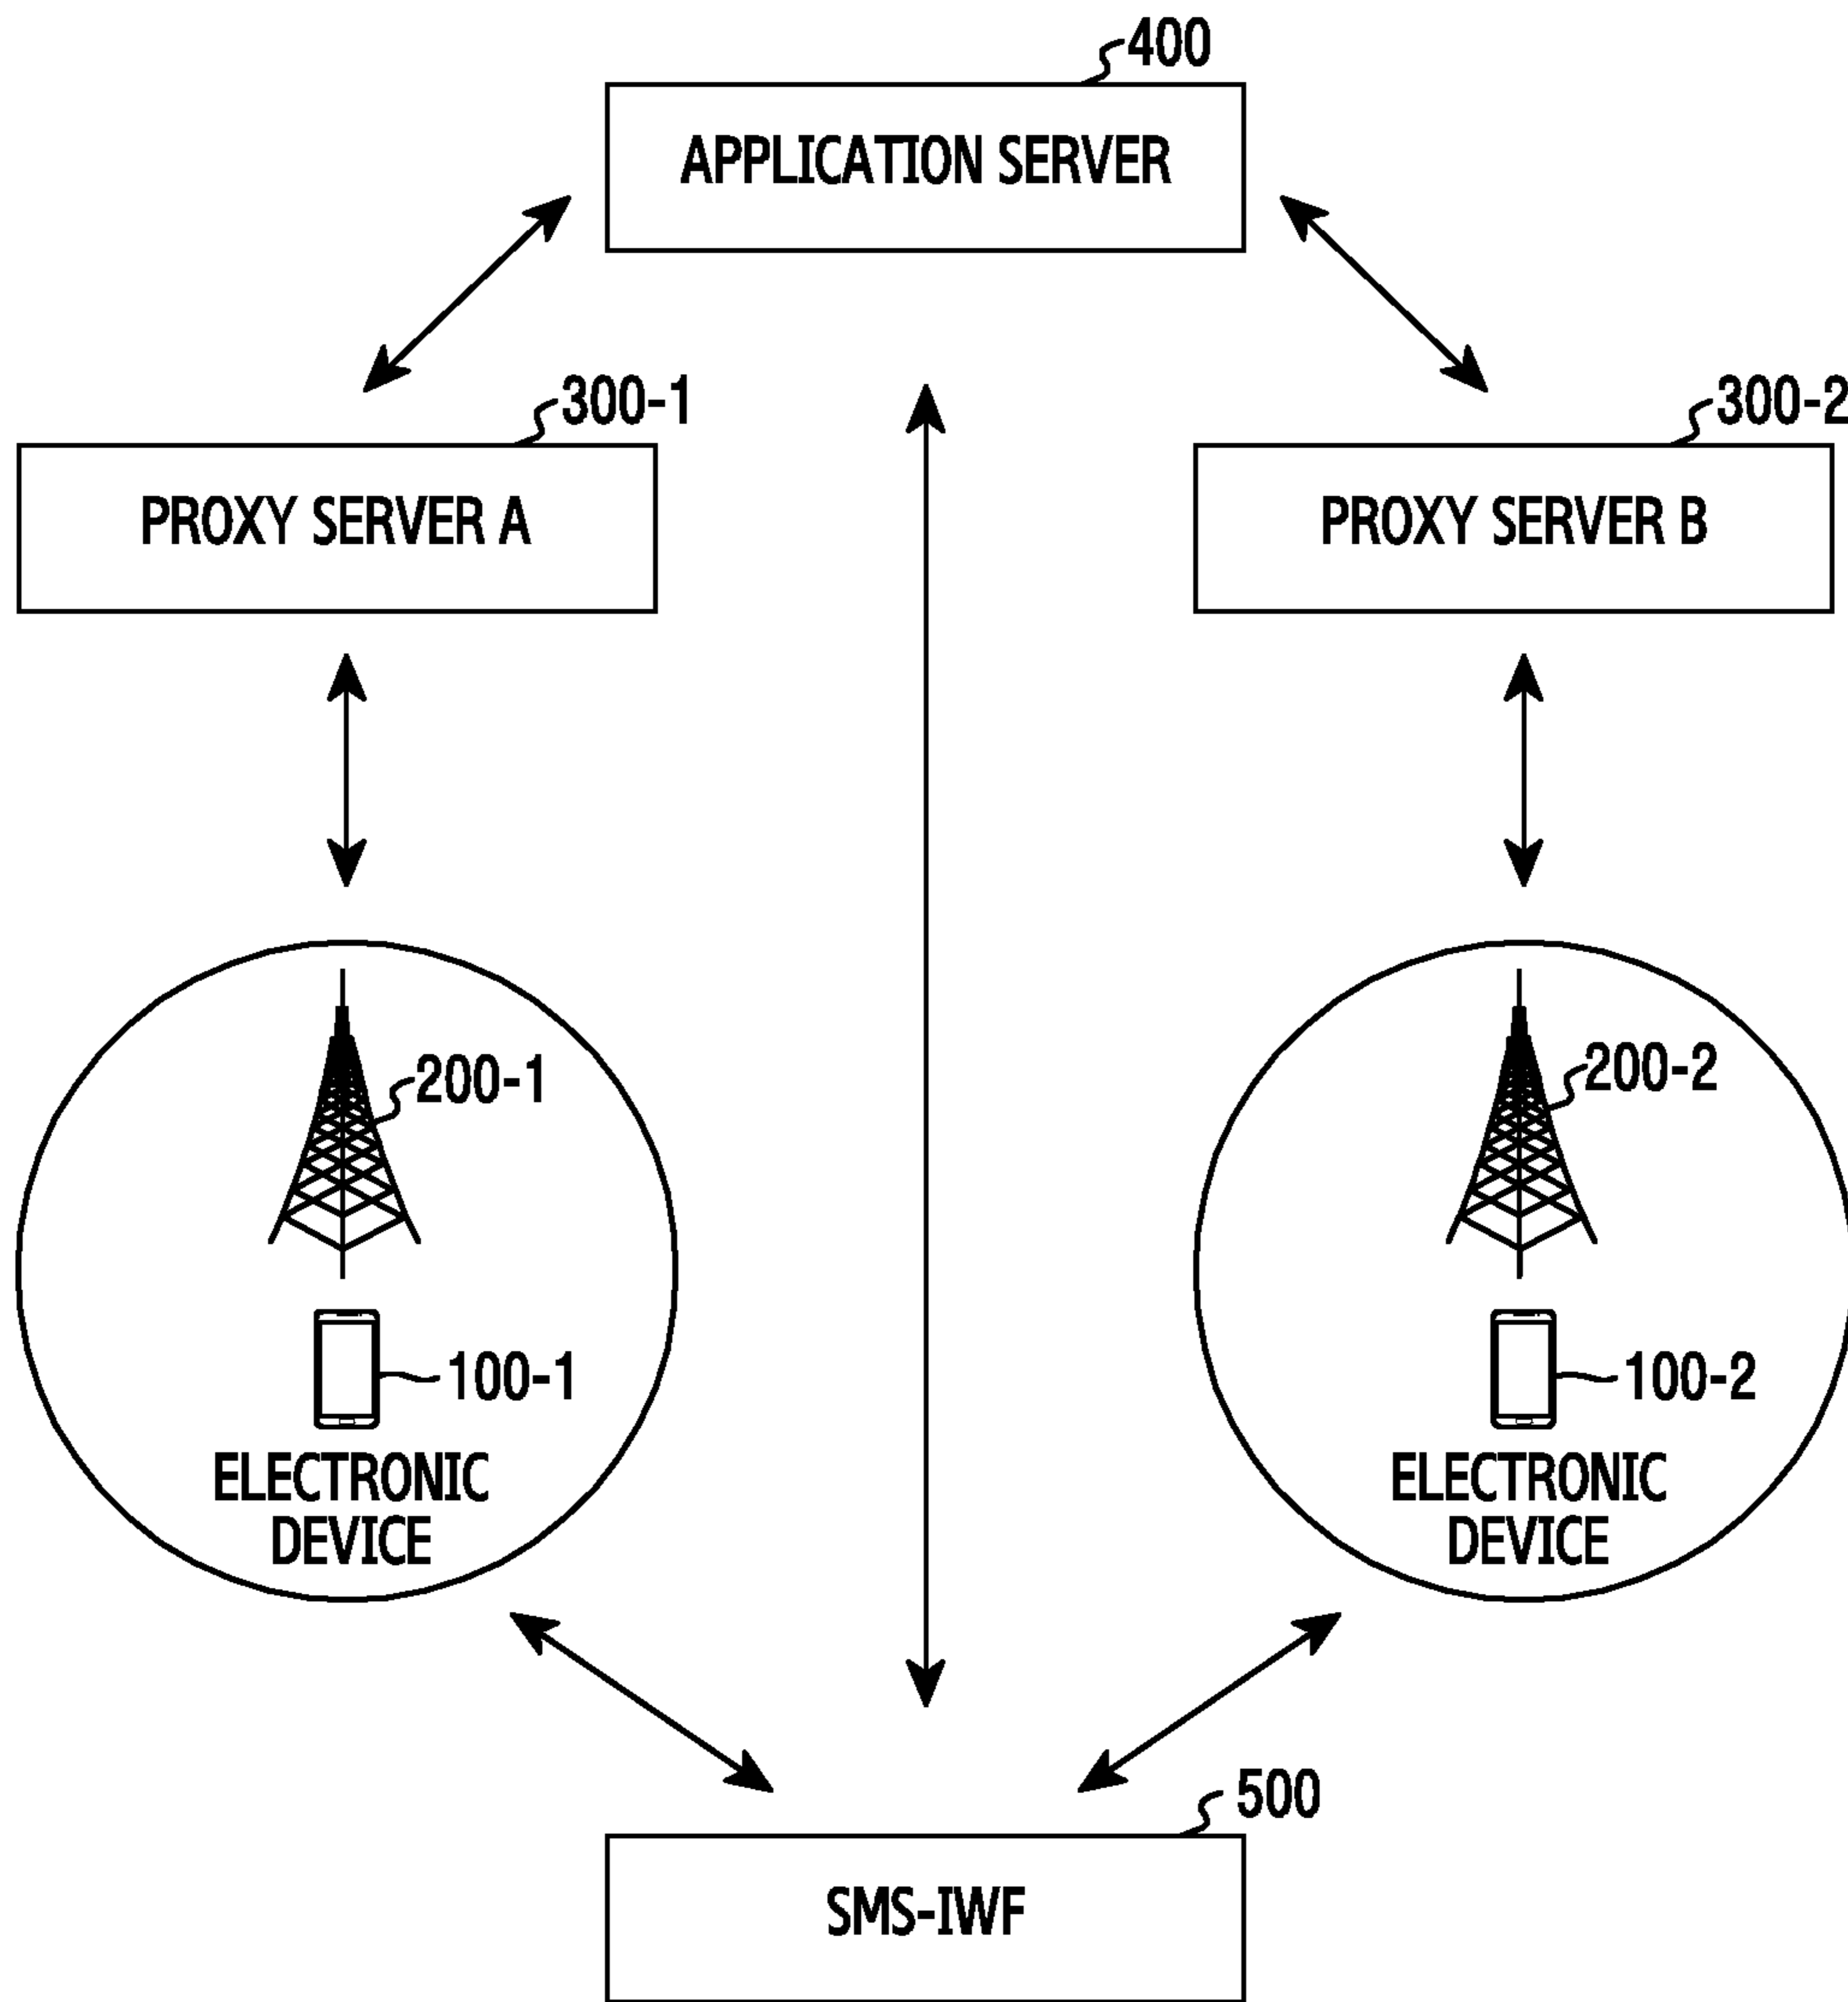 400
APPLICATION SERVER
300-1
300-2
PROXY SERVER A
PROXY SERVER B
200-1
200-2
100-1
100-2
ELECTRONIC
DEVICE
ELECTRONIC
DEVICE
500
SMS-IWF